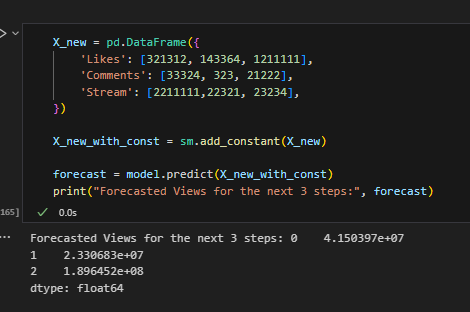 X_new = pd.DataFrame({
    'Likes': [321312, 143364, 1211111],
    'Comments': [33324, 323, 21222],
    'Stream': [2211111,22321, 23234],
})
X_new_with_const = sm.add_constant(X_new)
forecast = model.predict(X_new_with_const)
print("Forecasted Views for the next 3 steps:", forecast)
165]
0.0s
Forecasted Views for the next 3 steps: 0    4.150397e+07
1    2.330683e+07
2    1.896452e+08
dtype: float64